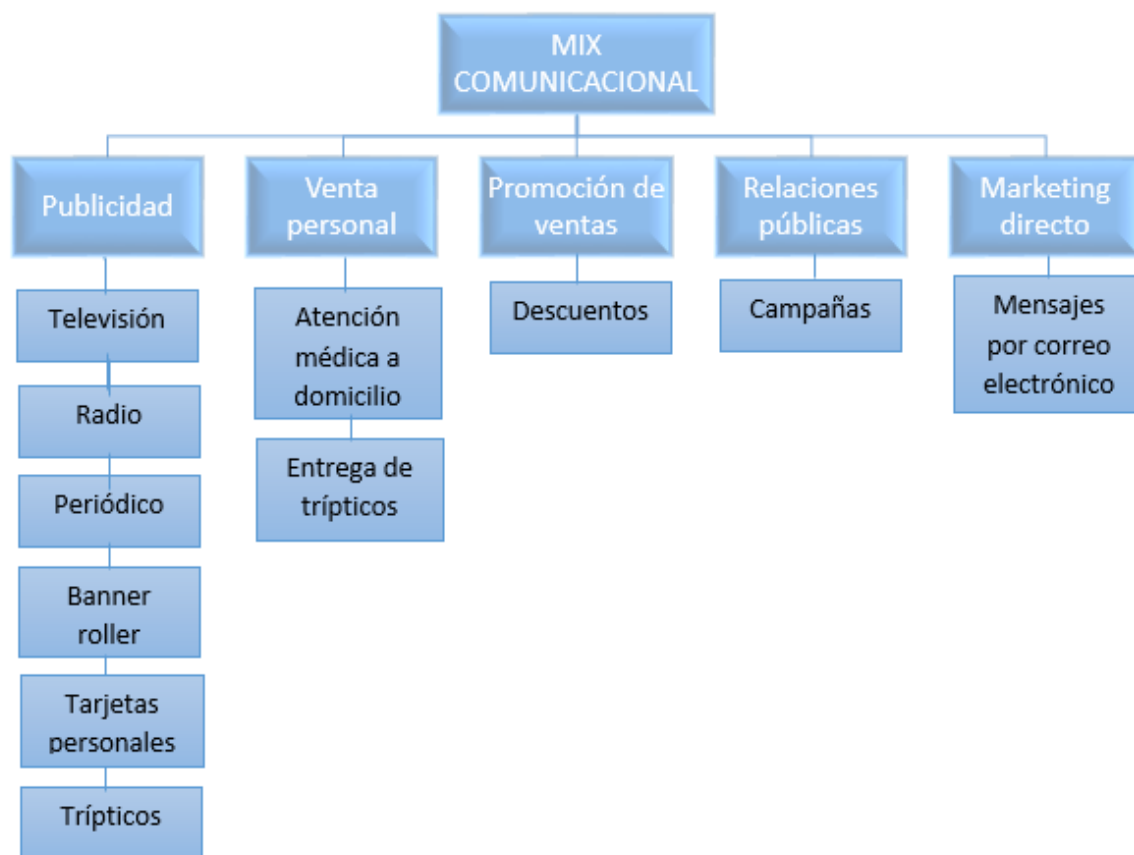 MIX
COMUNICACIONAL
Publicidad
Televisión
Radio
Periódico
Banner
roller
Tarjetas
personales
Trípticos
Venta
personal
Atención
médica a
domicilio
Entrega de
trípticos
Promoción de
ventas
Descuentos
Relaciones
públicas
Campañas
Marketing
directo
Mensajes
por correo
electrónico